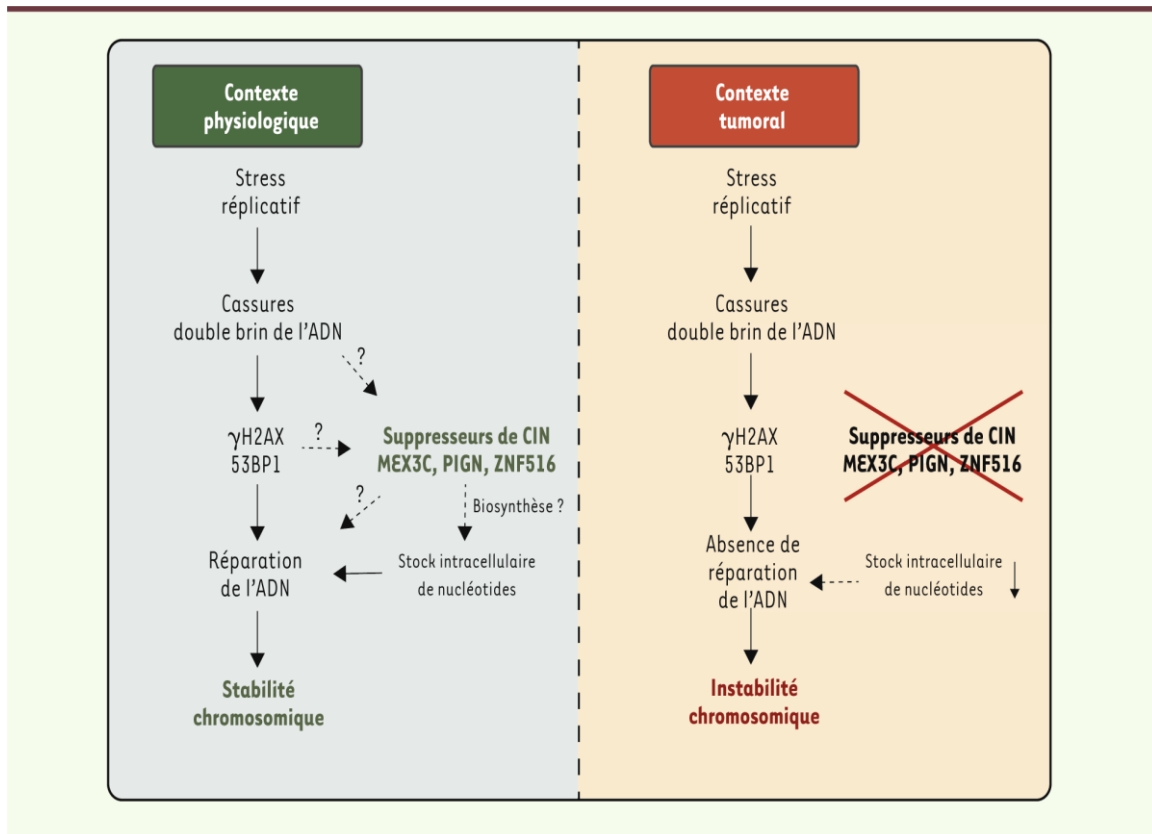 Contexte
physiologique
Stress
réplicatif
Cassures
double brin de l'ADN
?
γH2AX
53BP1
?
Suppresseurs de CIN
MEX3C, PIGN, ZNF516
?
Biosynthèse ?
Réparation
de l'ADN
Stock intracellulaire
de nucléotides
Stabilité
chromosomique
Contexte
tumoral
Stress
réplicatif
Cassures
double brin de l'ADN
γH2AX
53BP1
Suppresseurs de CIN
MEX3C, PIGN, ZNF516
Absence de
réparation
de l'ADN
Stock intracellulaire
de nucléotides
Instabilité
chromosomique